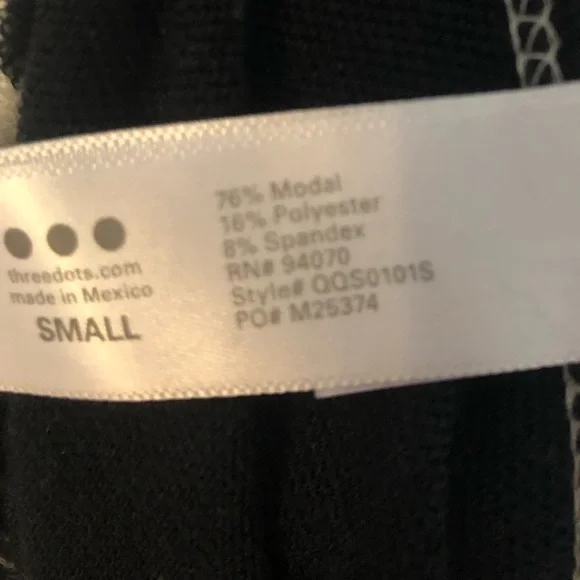 threedots.com
made in Mexico
SMALL
76% Modal
16% Polyester
8% Spandex
RN# 94070
Style# QQS0101S
PO# M25374